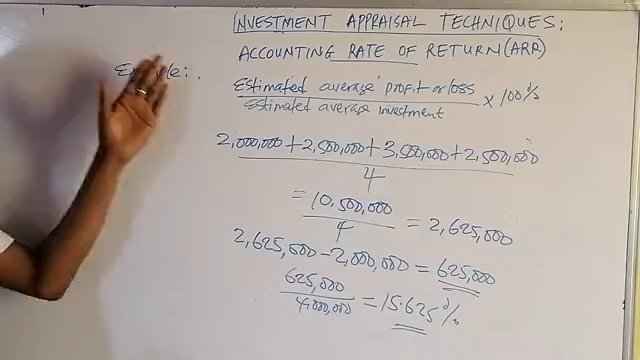 INVESTMENT APPRAISAL TECHNIQUES:
ACCOUNTING RATE OF RETURN (ARR)
Estimated average profit or loss
Estimated average investment
× 100%
2,000,000 + 2,500,000 + 3,500,000 + 2,500,000
4
= 10,500,000
4
= 2,625,000
2,625,000 - 2,000,000 = 625,000
625,000
4,000,000
= 15.625%